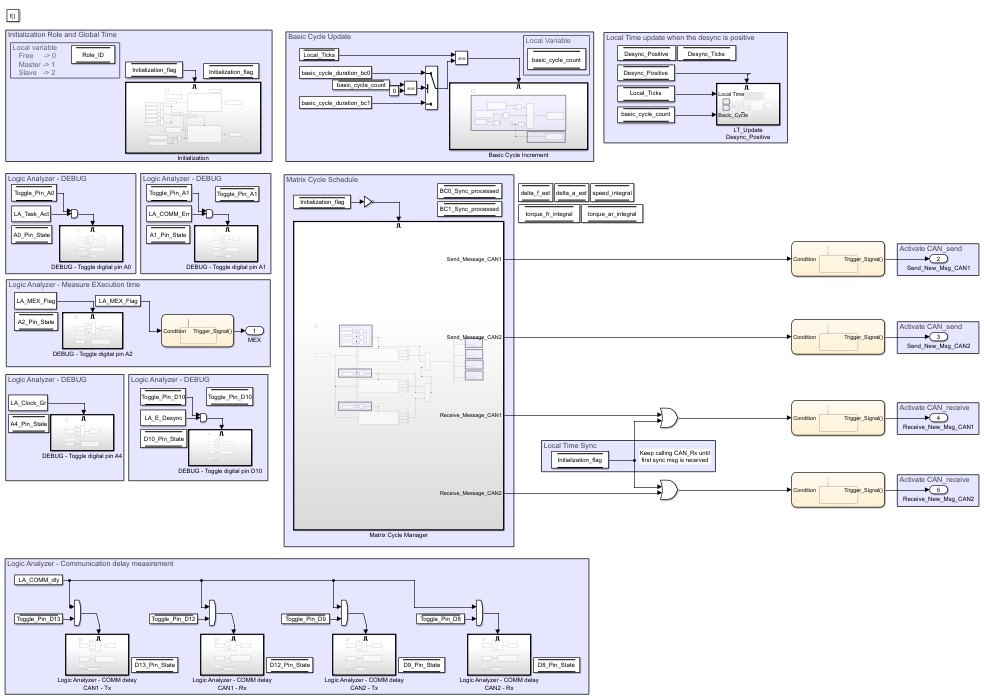 f()
Initialization Role and Global Time
Local variable
Free -> 0
Master -> 1
Slave -> 2
Role_ID
Initialization_flag
Initialization_flag
Initialization
Basic Cycle Update
Local_Ticks
basic_cycle_duration_bc0
basic_cycle_count
0
basic_cycle_duration_bc1
Local Variable
basic_cycle_count
Basic Cycle Increment
Local Time update when the desync is positive
Desync_Positive
Desync_Ticks
Desync_Positive
Local_Ticks
basic_cycle_count
Local Time
Basic_Cycle
LT_Update
Desync_Positive
Logic Analyzer - DEBUG
Toggle_Pin_A0
LA_Task_Act
A0_Pin_State
DEBUG - Toggle digital pin A0
Logic Analyzer - DEBUG
Toggle_Pin_A1
Toggle_Pin_A1
LA_COMM_Err
A1_Pin_State
DEBUG - Toggle digital pin A1
Logic Analyzer - Measure EXecution time
LA_MEX_Flag
LA_MEX_Flag
A2_Pin_State
DEBUG - Toggle digital pin A2
Condition
Trigger_Signal()
1
MEX
Logic Analyzer - DEBUG
LA_Clock_Gr
A4_Pin_State
DEBUG - Toggle digital pin A4
Logic Analyzer - DEBUG
Toggle_Pin_D10
Toggle_Pin_D10
LA_E_Desync
D10_Pin_State
DEBUG - Toggle digital pin D10
Matrix Cycle Schedule
Initialization_flag
BC0_Sync_processed
BC1_Sync_processed
Send_Message_CAN1
Send_Message_CAN2
Receive_Message_CAN1
Receive_Message_CAN2
Matrix Cycle Manager
delta_f_est
delta_a_est
speed_integral
torque_fr_integral
torque_ar_integral
Local Time Sync
Initialization_flag
Keep calling CAN_Rx until
first sync msg is received
Condition
Trigger_Signal()
Activate CAN_send
2
Send_New_Msg_CAN1
Condition
Trigger_Signal()
Activate CAN_send
3
Send_New_Msg_CAN2
Condition
Trigger_Signal()
Activate CAN_receive
4
Receive_New_Msg_CAN1
Condition
Trigger_Signal()
Activate CAN_receive
5
Receive_New_Msg_CAN2
Logic Analyzer - Communication delay measirement
LA_COMM_dly
Toggle_Pin_D13
D13_Pin_State
Logic Analyzer - COMM delay
CAN1 - Tx
Toggle_Pin_D12
D12_Pin_State
Logic Analyzer - COMM delay
CAN1 - Rx
Toggle_Pin_D9
D9_Pin_State
Logic Analyzer - COMM delay
CAN2 - Tx
Toggle_Pin_D8
D8_Pin_State
Logic Analyzer - COMM delay
CAN2 - Rx